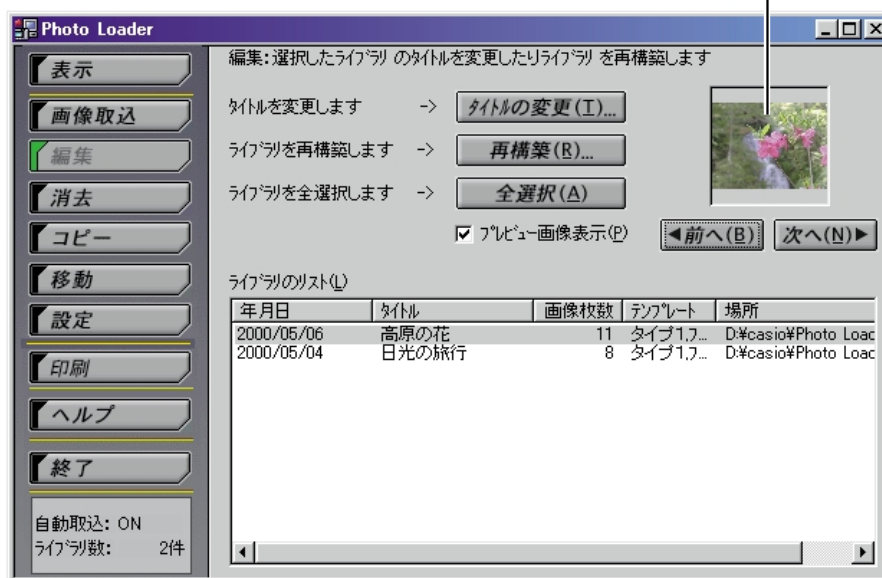 Photo Loader
表示
画像取込
編集
消去
コピー
移動
設定
印刷
ヘルプ
終了
自動取込: ON
ﾗｲﾌﾞﾗﾘ数: 2件
編集:選択したﾗｲﾌﾞﾗﾘ のﾀｲﾄﾙを変更したりﾗｲﾌﾞﾗﾘ を再構築します
ﾀｲﾄﾙを変更します -> ﾀｲﾄﾙの変更(T)...
ﾗｲﾌﾞﾗﾘを再構築します -> 再構築(R)...
ﾗｲﾌﾞﾗﾘを全選択します -> 全選択(A)
ﾌﾟﾚﾋﾞｭｰ画像表示(P) ◀前へ(B) 次へ(N)▶
ﾗｲﾌﾞﾗﾘのﾘｽﾄ(L)
年月日 ﾀｲﾄﾙ 画像枚数 ﾃﾝﾌﾟﾚｰﾄ 場所
2000/05/06 高原の花 11 タイプ1,フ... D:¥casio¥Photo Load
2000/05/04 日光の旅行 8 タイプ1,フ... D:¥casio¥Photo Load